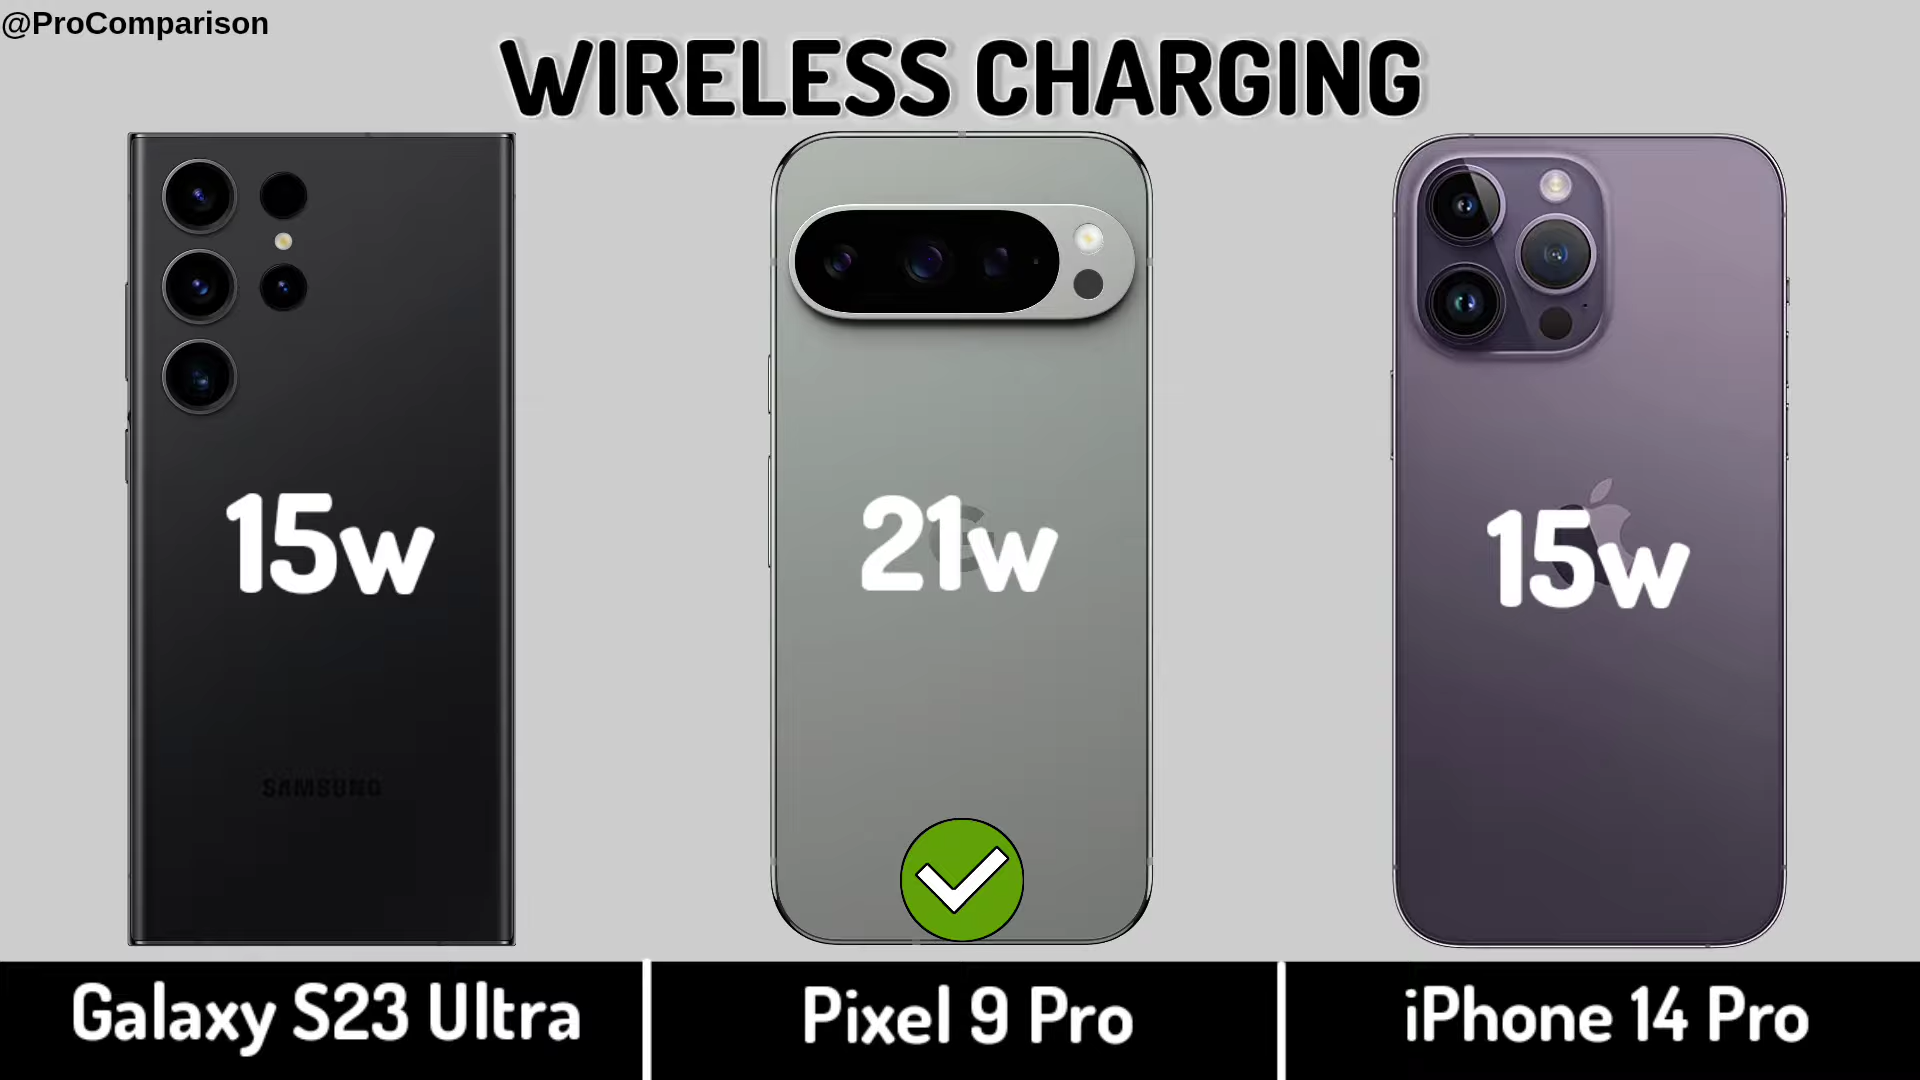 @ProComparison
WIRELESS CHARGING
15w
21w
15w
SAMSUNG
Galaxy S23 Ultra
Pixel 9 Pro
iPhone 14 Pro